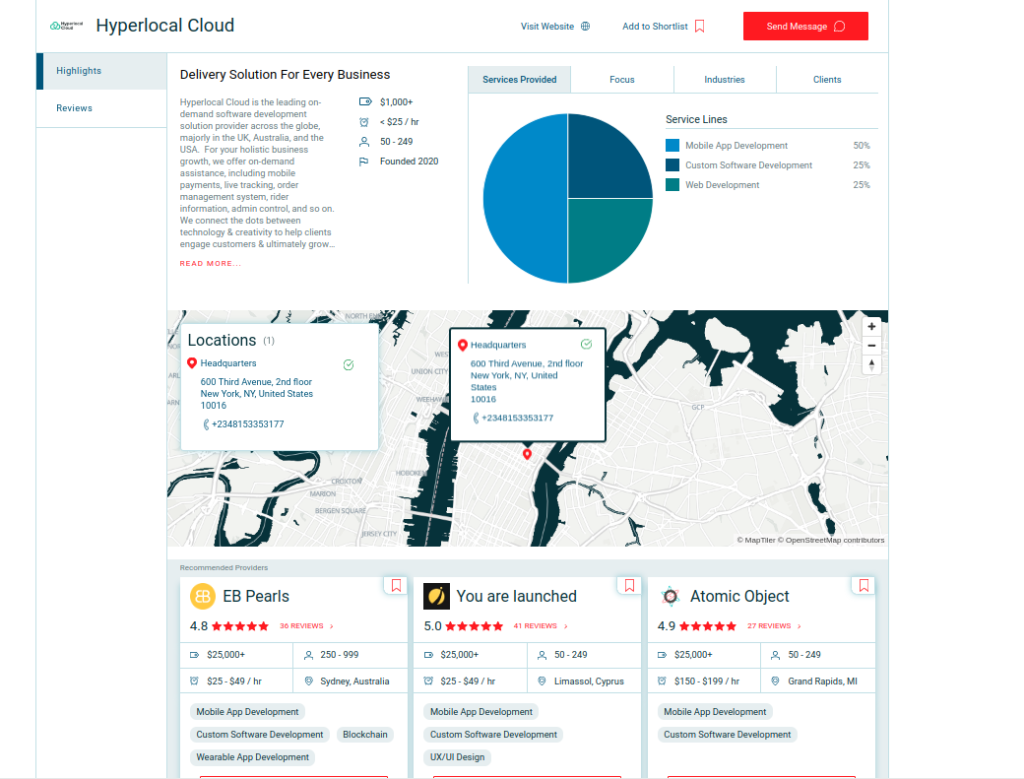 Hyperlocal Cloud
Hyperlocal Cloud
Visit Website
Add to Shortlist
Send Message
Highlights
Reviews
Delivery Solution For Every Business
Hyperlocal Cloud is the leading on-
demand software development
solution provider across the globe,
majorly in the UK, Australia, and the
USA.  For your holistic business
growth, we offer on-demand
assistance, including mobile
payments, live tracking, order
management system, rider
information, admin control, and so on.
We connect the dots between
technology & creativity to help clients
engage customers & ultimately grow...
READ MORE...
$1,000+
< $25 / hr
50 - 249
Founded 2020
Services Provided
Focus
Industries
Clients
Service Lines
Mobile App Development 50%
Custom Software Development 25%
Web Development 25%
Locations (1)
Headquarters
600 Third Avenue, 2nd floor
New York, NY, United States
10016
+2348153353177
Headquarters
600 Third Avenue, 2nd floor
New York, NY, United
States
10016
+2348153353177
NORTH
WES
UNION CITY
WEEHAW
HOBOKEN
CROXTON
MARION
BERGEN SQUARE
JERSEY CITY
GCP
ARL
© MapTiler © OpenStreetMap contributors
Recommended Providers
EB Pearls
4.8 36 REVIEWS
$25,000+ 250 - 999
$25 - $49 / hr Sydney, Australia
Mobile App Development
Custom Software Development Blockchain
Wearable App Development
You are launched
5.0 41 REVIEWS
$25,000+ 50 - 249
$25 - $49 / hr Limassol, Cyprus
Mobile App Development
Custom Software Development
UX/UI Design
Atomic Object
4.9 27 REVIEWS
$25,000+ 50 - 249
$150 - $199 / hr Grand Rapids, MI
Mobile App Development
Custom Software Development